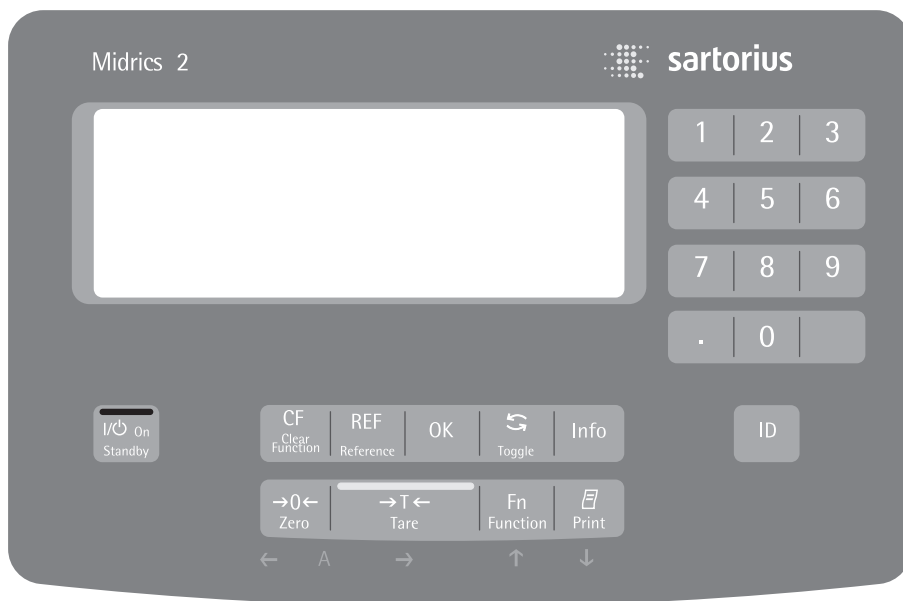 Midrics 2
sartorius
1 2 3
4 5 6
7 8 9
. 0
I/⏻ On
Standby
CF
Clear
Function
REF
Reference
OK
Toggle
Info
ID
→0←
Zero
→T←
Tare
Fn
Function
Print
← A → ↑ ↓